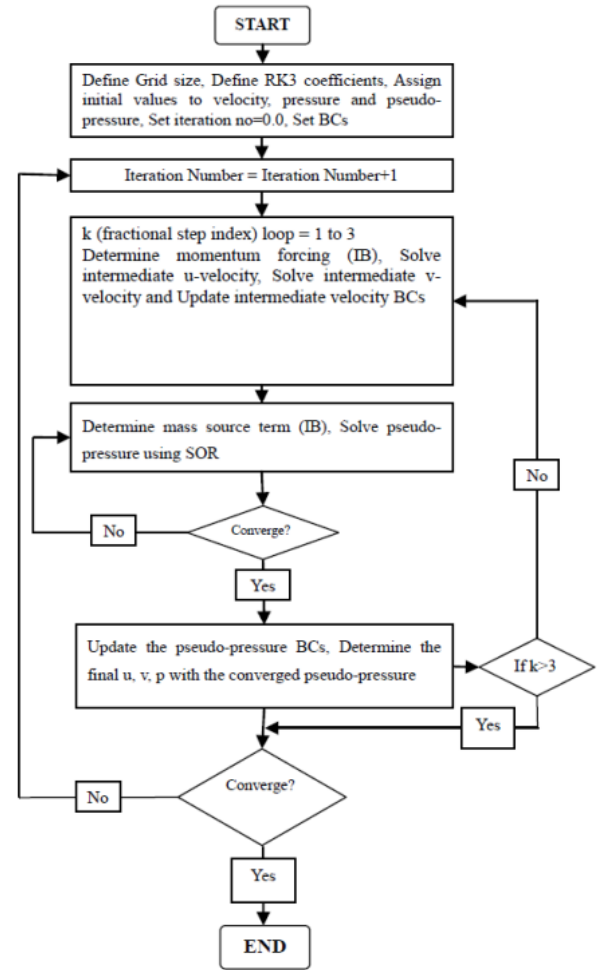 START
Define Grid size, Define RK3 coefficients, Assign
initial values to velocity, pressure and pseudo-
pressure, Set iteration no=0.0, Set BCs
Iteration Number = Iteration Number+1
k (fractional step index) loop = 1 to 3
Determine momentum forcing (IB), Solve
intermediate u-velocity, Solve intermediate v-
velocity and Update intermediate velocity BCs
Determine mass source term (IB), Solve pseudo-
pressure using SOR
No
No
Converge?
Yes
Update the pseudo-pressure BCs, Determine the
final u, v, p with the converged pseudo-pressure
If k>3
Yes
Converge?
No
Yes
END